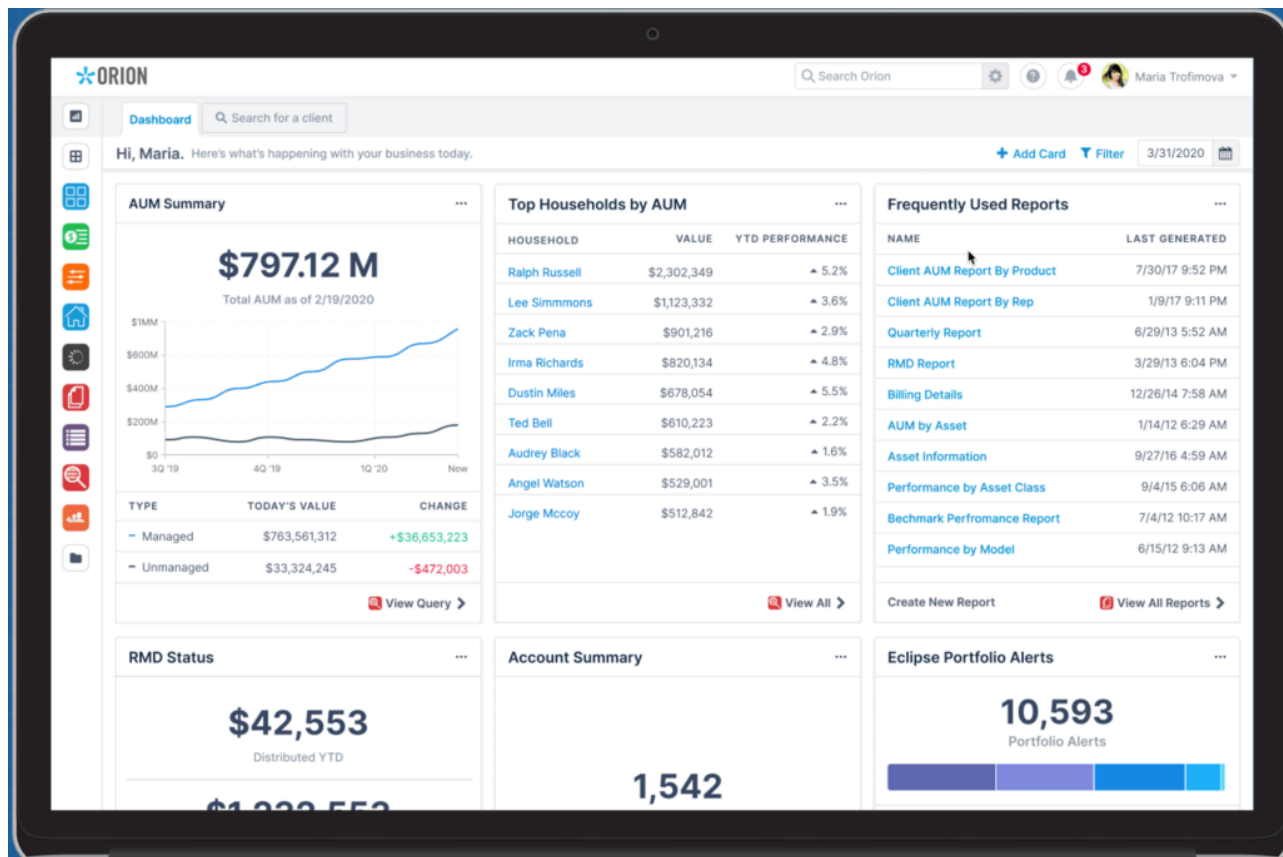 ORION
Search Orion
3
Maria Trofimova
Dashboard
Search for a client
Hi, Maria. Here's what's happening with your business today.
+ Add Card
Filter
3/31/2020
AUM Summary
...
$797.12 M
Total AUM as of 2/19/2020
$1MM
$600M
$400M
$200M
$0
3Q '19 4Q '19 1Q '20 Now
TYPE TODAY'S VALUE CHANGE
Managed $763,561,312 +$36,653,223
Unmanaged $33,324,245 -$472,003
View Query
Top Households by AUM
...
HOUSEHOLD VALUE YTD PERFORMANCE
Ralph Russell $2,302,349 5.2%
Lee Simmmons $1,123,332 3.6%
Zack Pena $901,216 2.9%
Irma Richards $820,134 4.8%
Dustin Miles $678,054 5.5%
Ted Bell $610,223 2.2%
Audrey Black $582,012 1.6%
Angel Watson $529,001 3.5%
Jorge Mccoy $512,842 1.9%
View All
Frequently Used Reports
...
NAME LAST GENERATED
Client AUM Report By Product 7/30/17 9:52 PM
Client AUM Report By Rep 1/9/17 9:11 PM
Quarterly Report 6/29/13 5:52 AM
RMD Report 3/29/13 6:04 PM
Billing Details 12/26/14 7:58 AM
AUM by Asset 1/14/12 6:29 AM
Asset Information 9/27/16 4:59 AM
Performance by Asset Class 9/4/15 6:06 AM
Bechmark Perfromance Report 7/4/12 10:17 AM
Performance by Model 6/15/12 9:13 AM
Create New Report
View All Reports
RMD Status
...
$42,553
Distributed YTD
Account Summary
...
1,542
Eclipse Portfolio Alerts
...
10,593
Portfolio Alerts